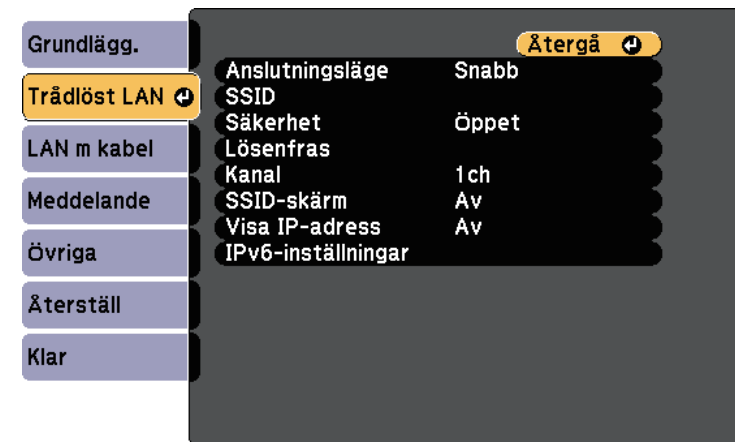 Grundlägg.
Trådlöst LAN
LAN m kabel
Meddelande
Övriga
Återställ
Klar
Återgå
Anslutningsläge Snabb
SSID
Säkerhet Öppet
Lösenfras
Kanal 1ch
SSID-skärm Av
Visa IP-adress Av
IPv6-inställningar